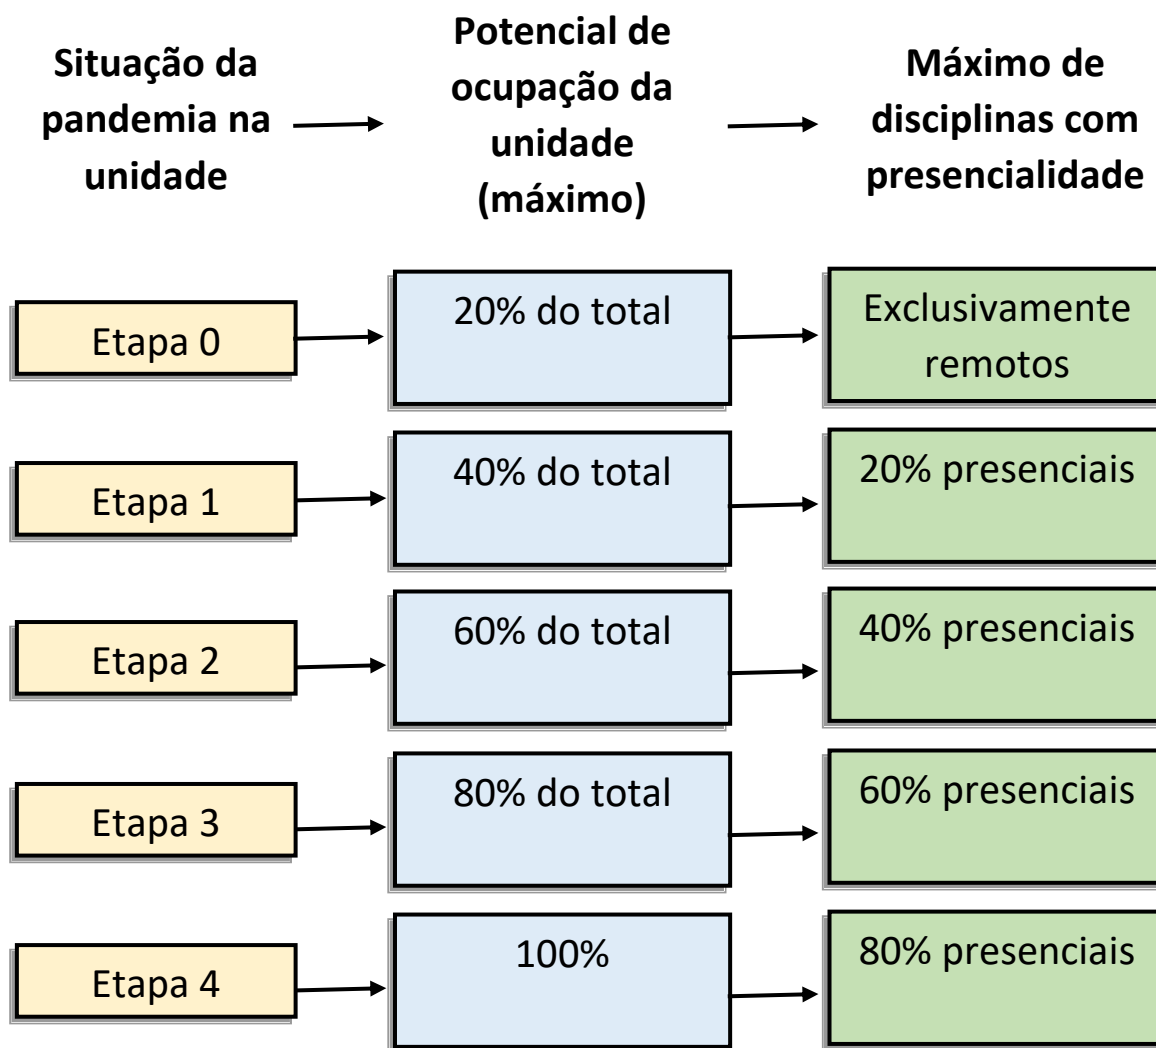 Situação da
pandemia na
unidade
Potencial de
ocupação da
unidade
(máximo)
Máximo de
disciplinas com
presencialidade
Etapa 0
20% do total
Exclusivamente
remotos
Etapa 1
40% do total
20% presenciais
Etapa 2
60% do total
40% presenciais
Etapa 3
80% do total
60% presenciais
Etapa 4
100%
80% presenciais